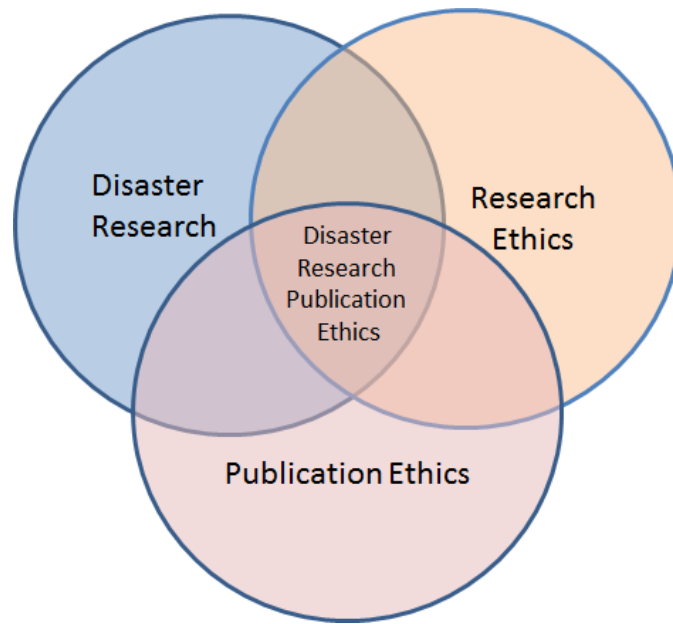 Disaster
Research
Research
Ethics
Disaster
Research
Publication
Ethics
Publication Ethics